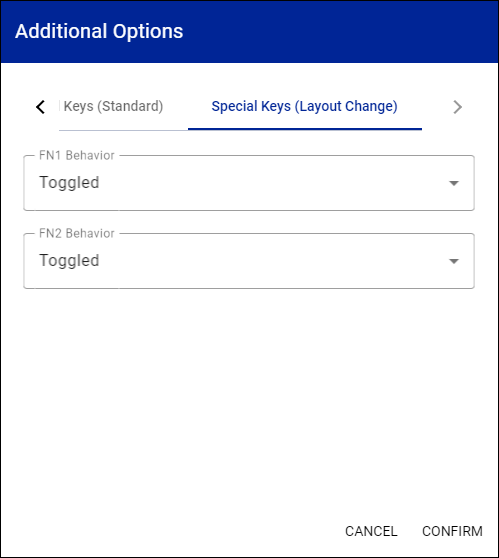 Additional Options
Keys (Standard)
Special Keys (Layout Change)
FN1 Behavior
Toggled
FN2 Behavior
Toggled
CANCEL CONFIRM